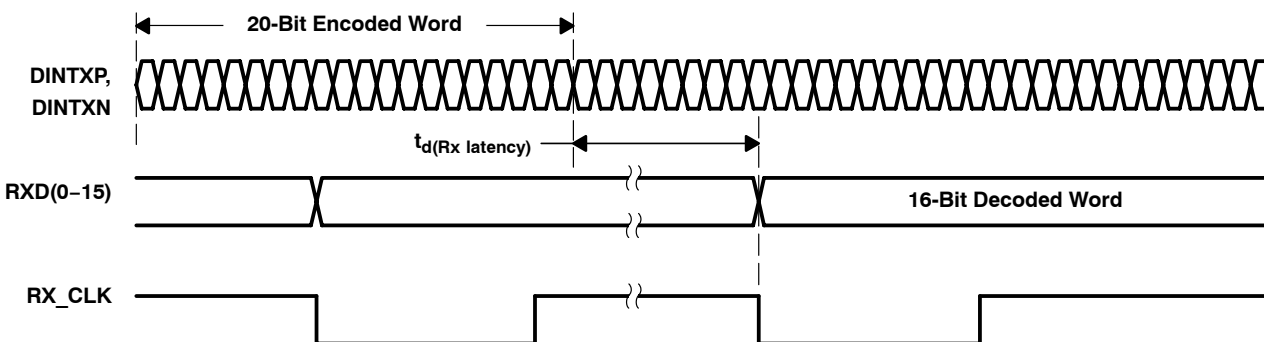 20-Bit Encoded Word
DINTXP,
DINTXN
td(Rx latency)
RXD(0−15)
16-Bit Decoded Word
RX_CLK